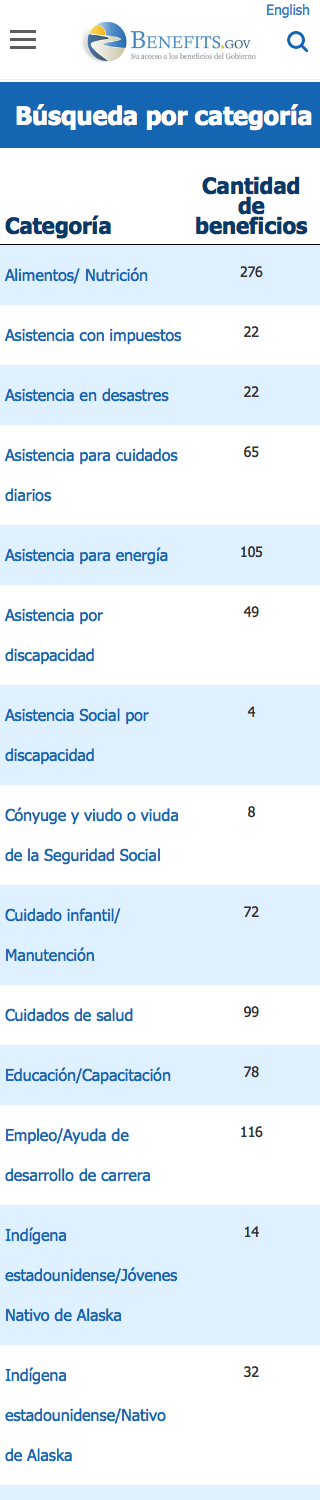 English
BENEFITS.GOV
Su acceso a los beneficios del Gobierno
Búsqueda por categoría
Categoría
Cantidad
de
beneficios
Alimentos/ Nutrición 276
Asistencia con impuestos 22
Asistencia en desastres 22
Asistencia para cuidados 65
diarios
Asistencia para energía 105
Asistencia por 49
discapacidad
Asistencia Social por 4
discapacidad
Cónyuge y viudo o viuda 8
de la Seguridad Social
Cuidado infantil/ 72
Manutención
Cuidados de salud 99
Educación/Capacitación 78
Empleo/Ayuda de 116
desarrollo de carrera
Indígena 14
estadounidense/Jóvenes
Nativo de Alaska
Indígena 32
estadounidense/Nativo
de Alaska